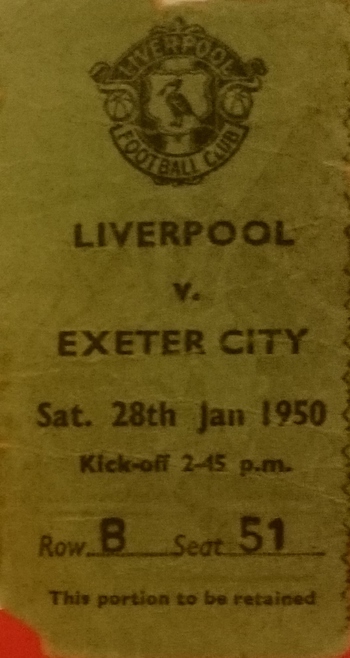 LIVERPOOL
FOOTBALL CLUB
LIVERPOOL
v.
EXETER CITY
Sat. 28th Jan 1950
Kick-off 2-45 p.m.
Row B Seat 51
This portion to be retained